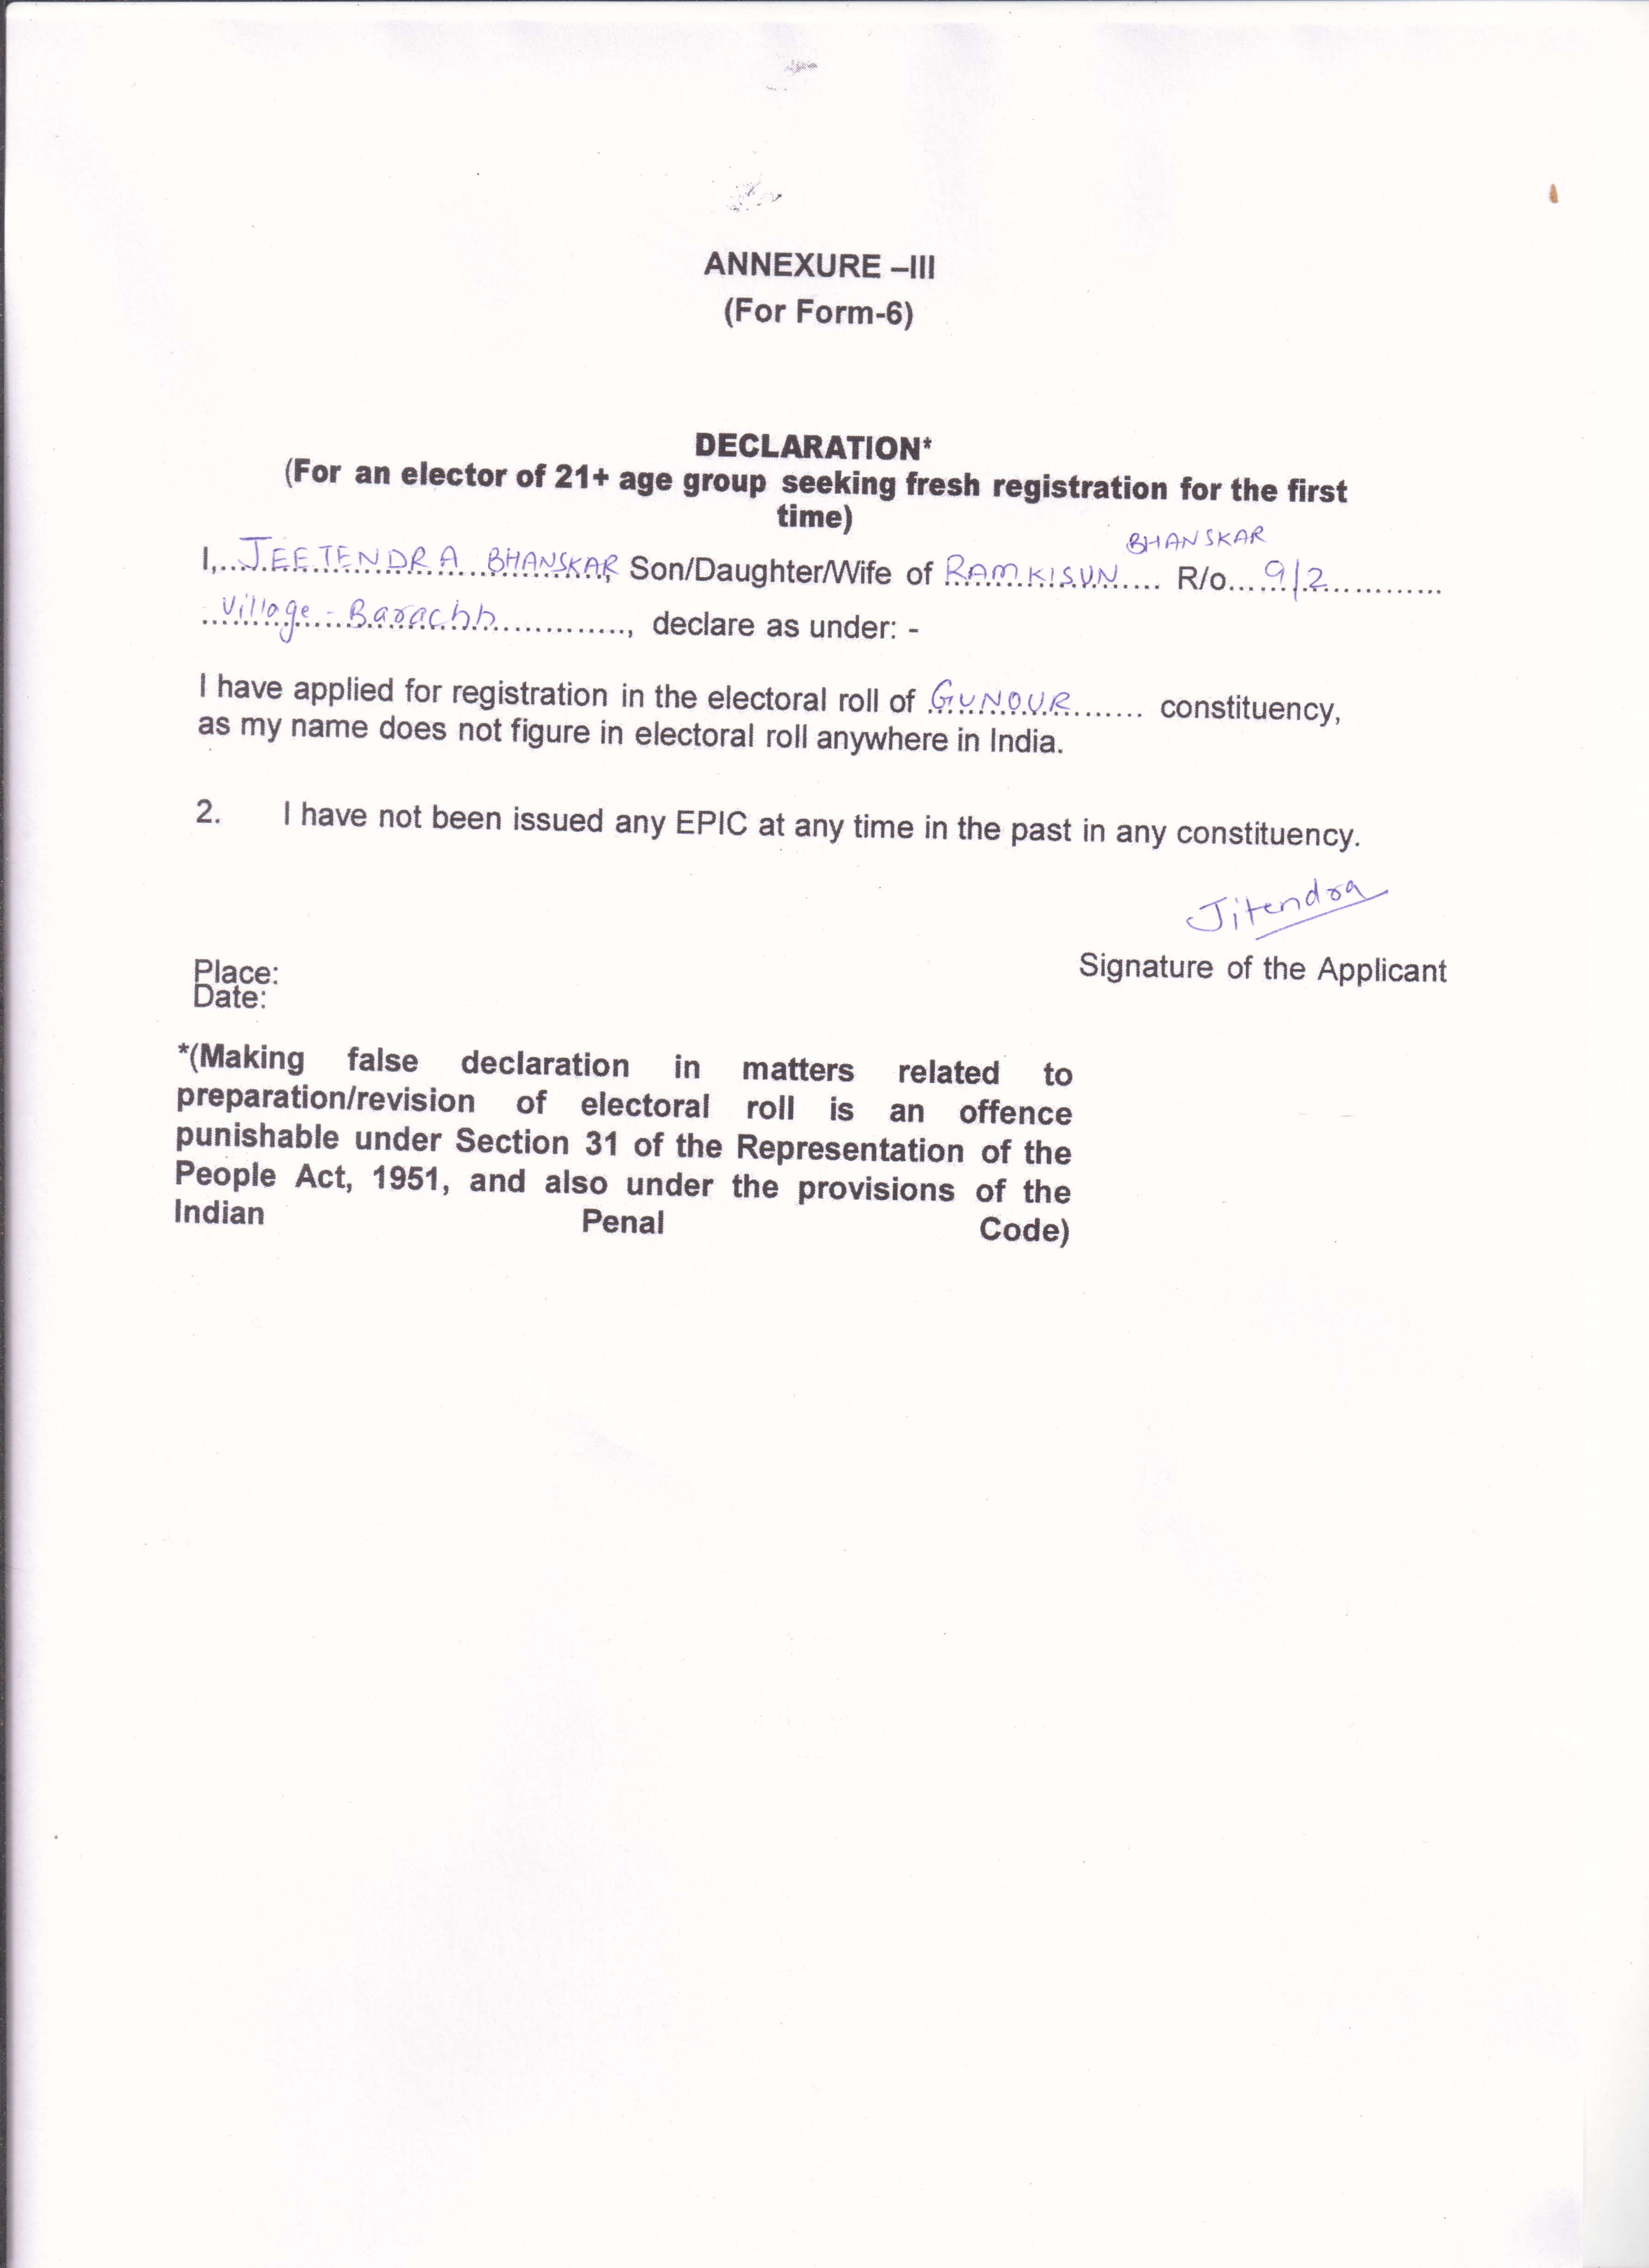 ANNEXURE –III
(For Form-6)
DECLARATION*
(For an elector of 21+ age group seeking fresh registration for the first
time)
BHANSKAR
I,..JEETENDRA BHANSKAR, Son/Daughter/Wife of RAMKISUN.... R/o....9/2............
Village - Barachh............., declare as under: -
I have applied for registration in the electoral roll of GUNOUR........ constituency,
as my name does not figure in electoral roll anywhere in India.
2. I have not been issued any EPIC at any time in the past in any constituency.
Jitendra
Signature of the Applicant
Place:
Date:
*(Making false declaration in matters related to
preparation/revision of electoral roll is an offence
punishable under Section 31 of the Representation of the
People Act, 1951, and also under the provisions of the
Indian Penal Code)